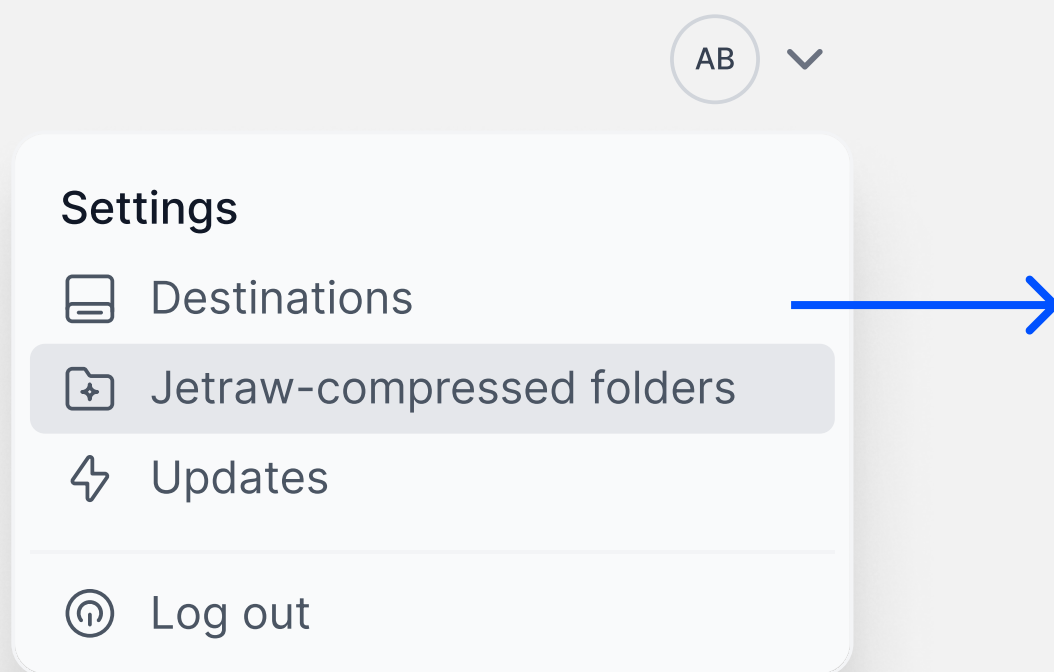 AB
Settings
Destinations
Jetraw-compressed folders
Updates
Log out